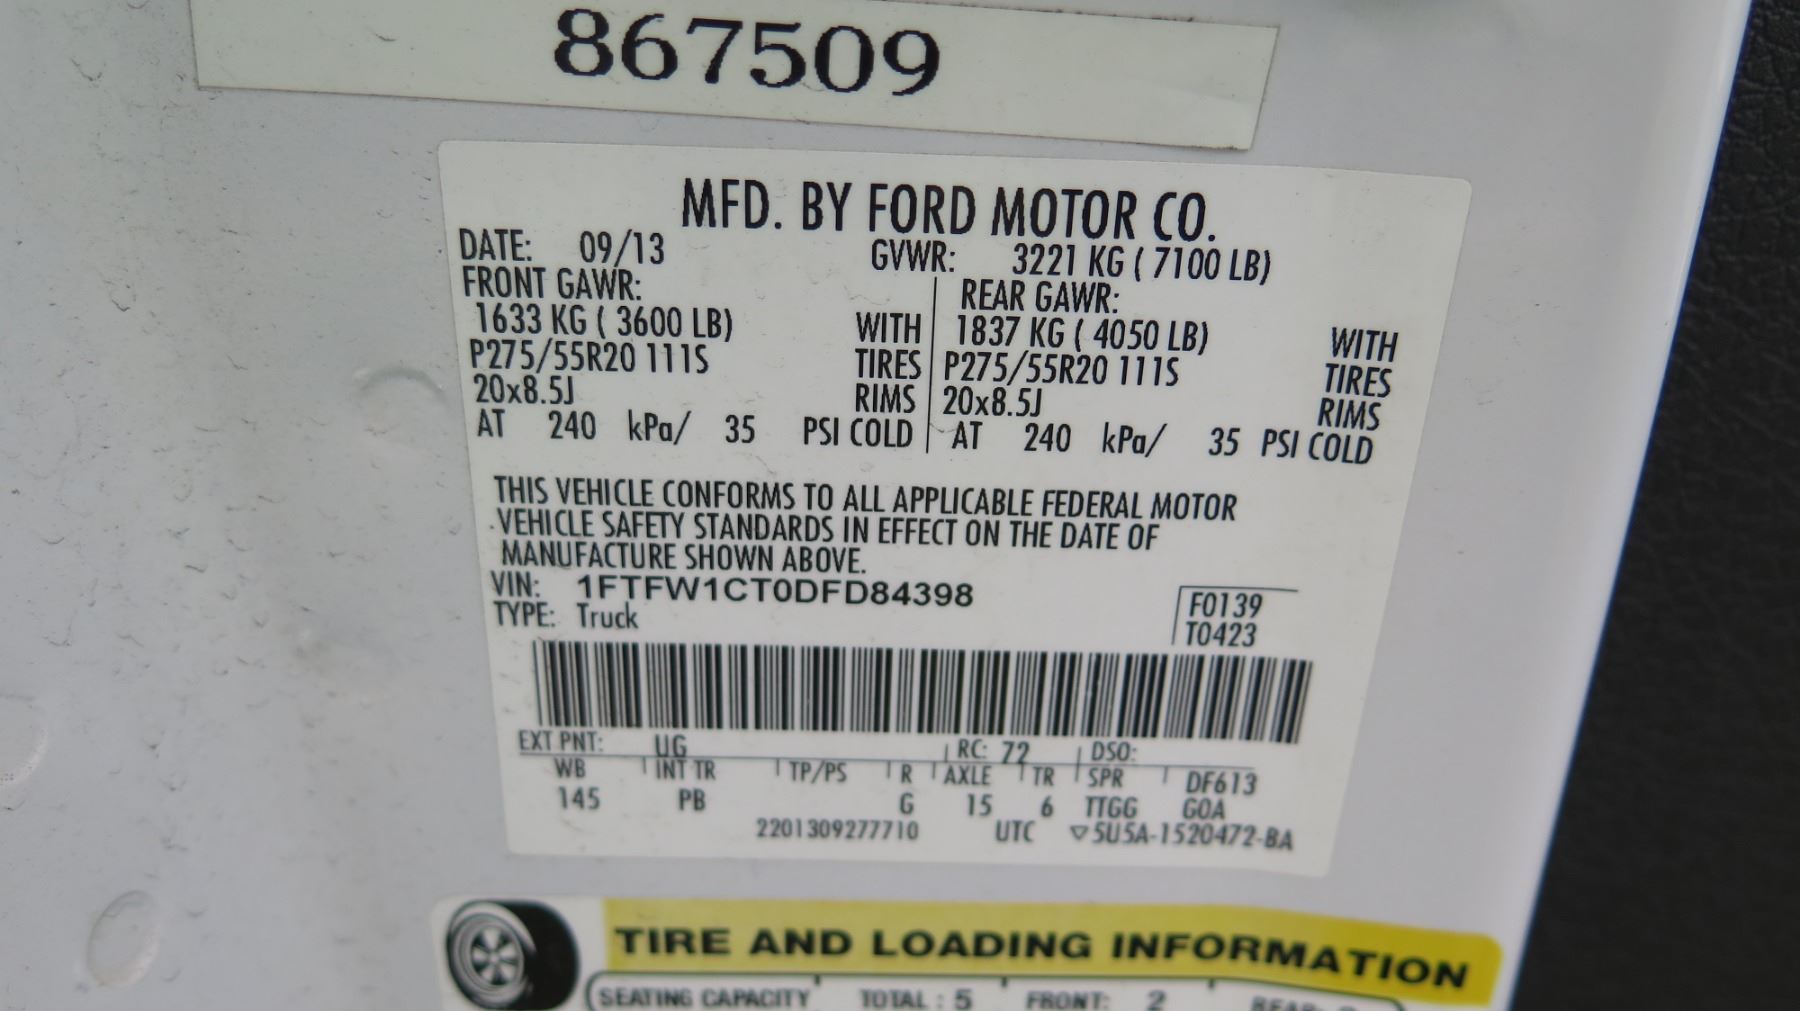 867509
MFD. BY FORD MOTOR CO.
DATE: 09/13 GVWR: 3221 KG ( 7100 LB)
FRONT GAWR: REAR GAWR:
1633 KG ( 3600 LB) WITH 1837 KG ( 4050 LB) WITH
P275/55R20 111S TIRES P275/55R20 111S TIRES
20x8.5J RIMS 20x8.5J RIMS
AT 240 kPa/ 35 PSI COLD AT 240 kPa/ 35 PSI COLD
THIS VEHICLE CONFORMS TO ALL APPLICABLE FEDERAL MOTOR
VEHICLE SAFETY STANDARDS IN EFFECT ON THE DATE OF
MANUFACTURE SHOWN ABOVE.
VIN: 1FTFW1CT0DFD84398 F0139
TYPE: Truck T0423
EXT PNT: UG RC: 72 DSO:
WB INT TR TP/PS R AXLE TR SPR DF613
145 PB G 15 6 TTGG GOA
2201309277710 UTC ▽5U5A-1520472-BA
TIRE AND LOADING INFORMATION
SEATING CAPACITY TOTAL : 5 FRONT: 2